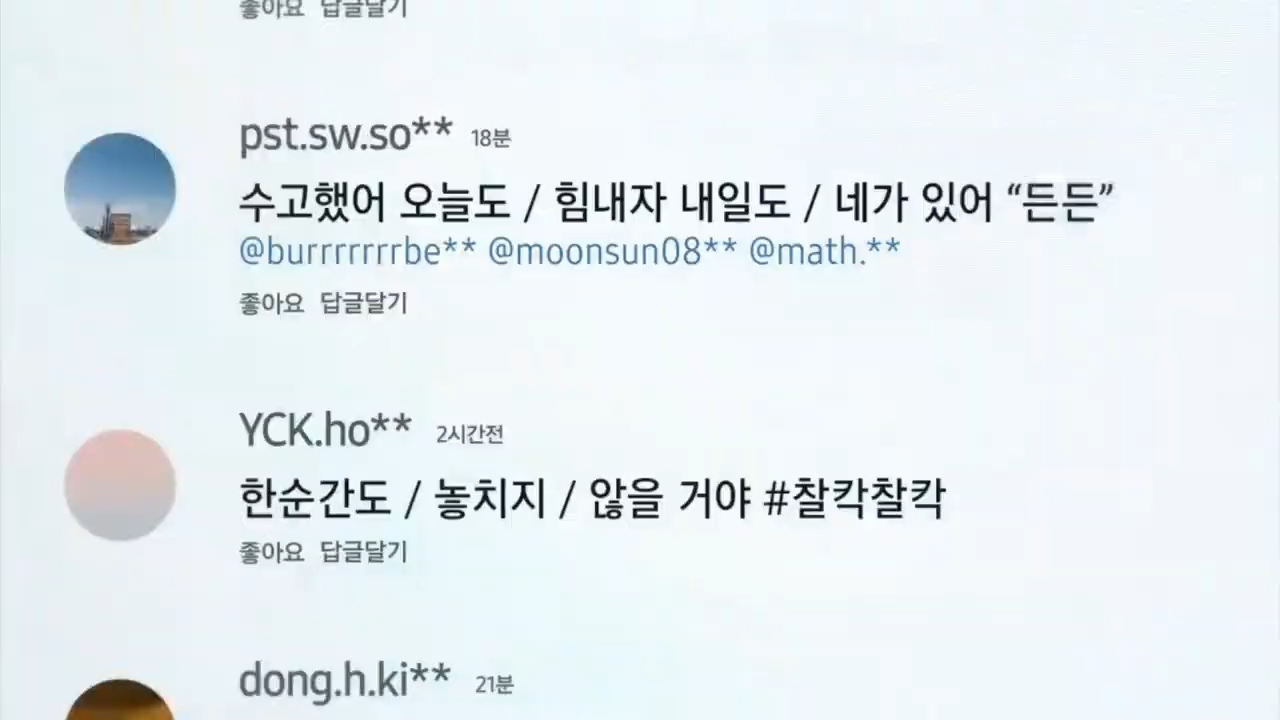 좋아요 답글달기
pst.sw.so** 18분
수고했어 오늘도 / 힘내자 내일도 / 네가 있어 “든든”
@burrrrrrrbe** @moonsun08** @math.**
좋아요 답글달기
YCK.ho** 2시간전
한순간도 / 놓치지 / 않을 거야 #찰칵찰칵
좋아요 답글달기
dong.h.ki** 21분